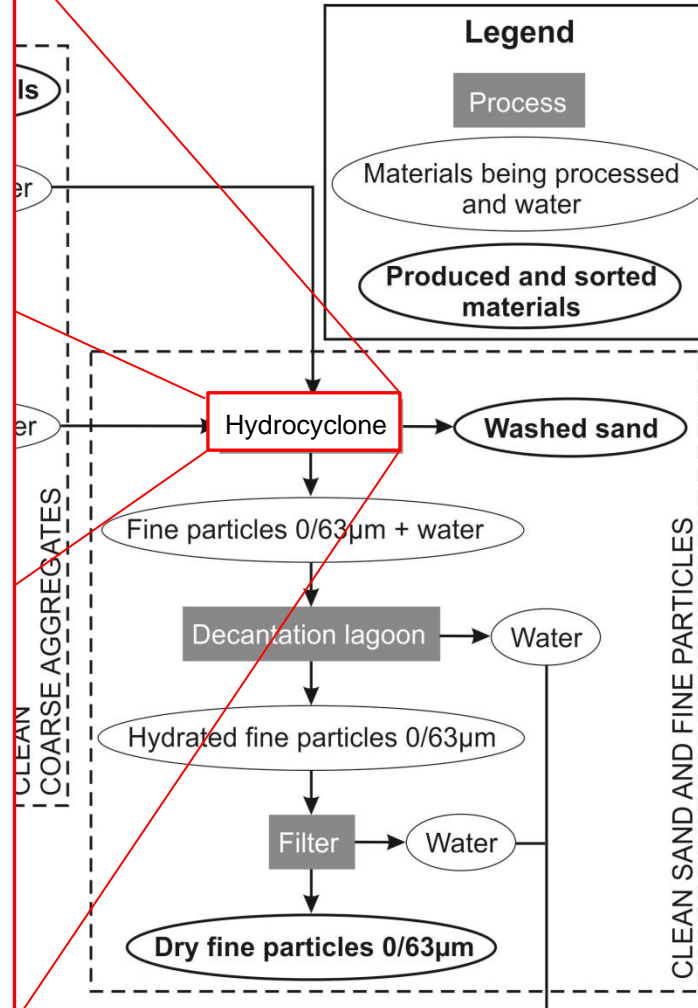 Legend
Process
Materials being processed
and water
Produced and sorted
materials
ls
er
er
Hydrocyclone
Washed sand
Fine particles 0/63µm + water
Decantation lagoon
Water
Hydrated fine particles 0/63µm
Filter
Water
Dry fine particles 0/63µm
CLEAN
COARSE AGGREGATES
CLEAN SAND AND FINE PARTICLES